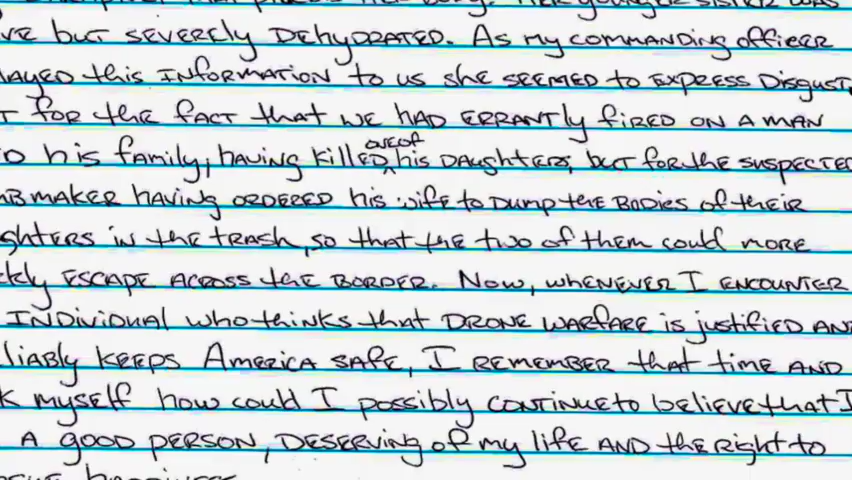 ve but severely dehydrated. As my commanding officer
layed this information to us she seemed to express disgust,
T for the fact that we had errantly fired on a man
D his family, having killed one of his daughters, but for the suspected
MB maker having ordered his wife to dump the bodies of their
ghters in the trash, so that the two of them could more
ckly escape across the border. Now, whenever I encounter
individual who thinks that drone warfare is justified an
liably keeps America safe, I remember that time and
k myself how could I possibly continue to believe that I
a good person, deserving of my life and the right to